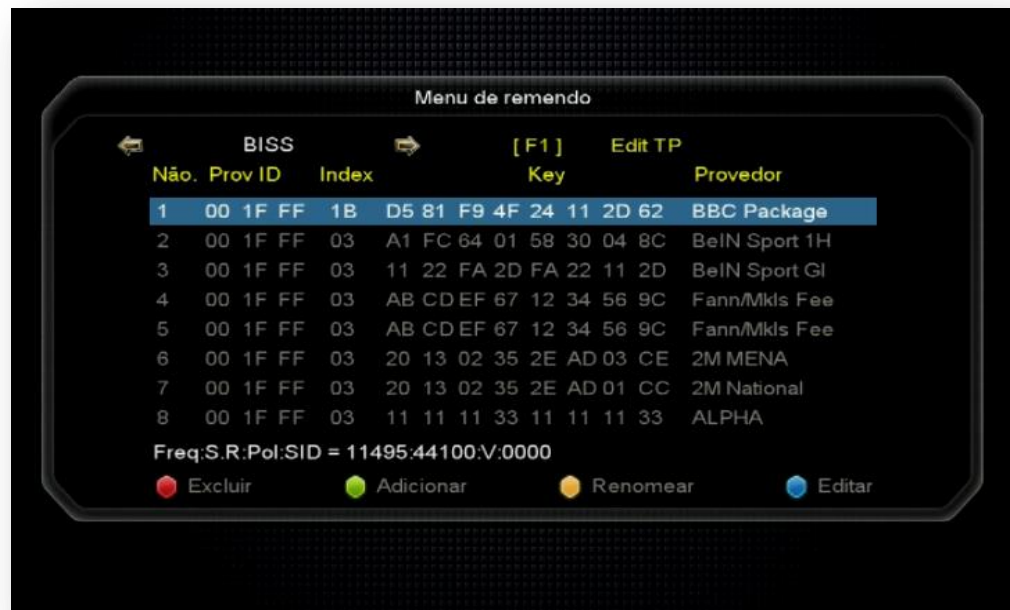 Menu de remendo
BISS [ F1 ] Edit TP
Não. Prov ID Index Key Provedor
1 00 1F FF 1B D5 81 F9 4F 24 11 2D 62 BBC Package
2 00 1F FF 03 A1 FC 64 01 58 30 04 8C BeIN Sport 1H
3 00 1F FF 03 11 22 FA 2D FA 22 11 2D BeIN Sport Gl
4 00 1F FF 03 AB CD EF 67 12 34 56 9C Fann/Mkls Fee
5 00 1F FF 03 AB CD EF 67 12 34 56 9C Fann/Mkls Fee
6 00 1F FF 03 20 13 02 35 2E AD 03 CE 2M MENA
7 00 1F FF 03 20 13 02 35 2E AD 01 CC 2M National
8 00 1F FF 03 11 11 11 33 11 11 11 33 ALPHA
Freq:S.R:Pol:SID = 11495:44100:V:0000
Excluir Adicionar Renomear Editar